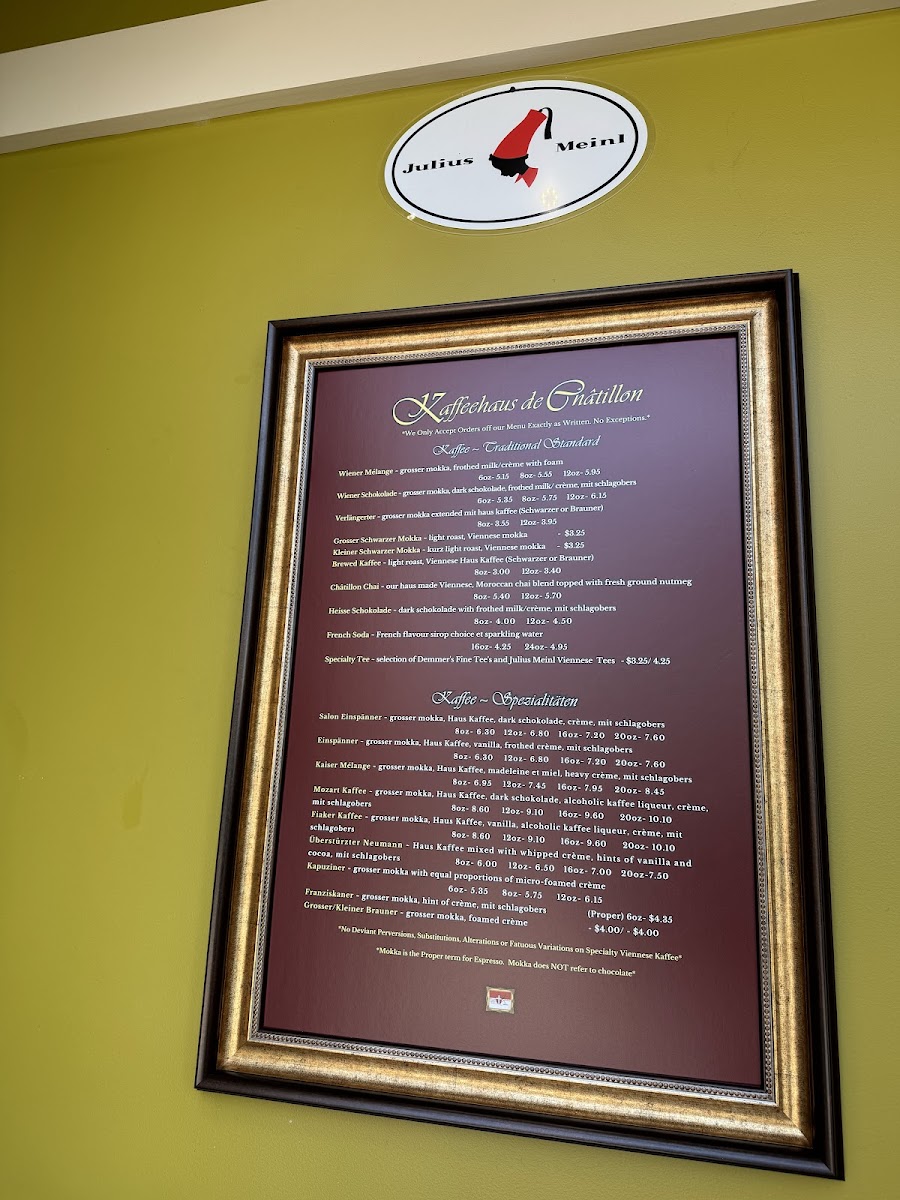 Julius Meinl
Kaffeehaus de Châtillon
*We Only Accept Orders off our Menu Exactly as Written. No Exceptions.*
Kaffee ~ Traditional Standard
Wiener Mélange - grosser mokka, frothed milk/crème with foam
6oz- 5.15 8oz- 5.55 12oz- 5.95
Wiener Schokolade - grosser mokka, dark schokolade, frothed milk/ crème, mit schlagobers
6oz- 5.35 8oz- 5.75 12oz- 6.15
Verlängerter - grosser mokka extended mit haus kaffee (Schwarzer or Brauner)
8oz- 3.55 12oz- 3.95
Grosser Schwarzer Mokka - light roast, Viennese mokka - $3.25
Kleiner Schwarzer Mokka - kurz light roast, Viennese mokka - $3.25
Brewed Kaffee - light roast, Viennese Haus Kaffee (Schwarzer or Brauner)
8oz- 3.00 12oz- 3.40
Châtillon Chai - our haus made Viennese, Moroccan chai blend topped with fresh ground nutmeg
8oz- 5.40 12oz- 5.70
Heisse Schokolade - dark schokolade with frothed milk/crème, mit schlagobers
8oz- 4.00 12oz- 4.50
French Soda - French flavour sirop choice et sparkling water
16oz- 4.25 24oz- 4.95
Specialty Tee - selection of Demmer's Fine Tee's and Julius Meinl Viennese Tees - $3.25/ 4.25
Kaffee ~ Spezialitäten
Salon Einspänner - grosser mokka, Haus Kaffee, dark schokolade, crème, mit schlagobers
8oz- 6.30 12oz- 6.80 16oz- 7.20 20oz- 7.60
Einspänner - grosser mokka, Haus Kaffee, vanilla, frothed crème, mit schlagobers
8oz- 6.30 12oz- 6.80 16oz- 7.20 20oz- 7.60
Kaiser Mélange - grosser mokka, Haus Kaffee, madeleine et miel, heavy crème, mit schlagobers
8oz- 6.95 12oz- 7.45 16oz- 7.95 20oz- 8.45
Mozart Kaffee - grosser mokka, Haus Kaffee, dark schokolade, alcoholic kaffee liqueur, crème,
mit schlagobers 8oz- 8.60 12oz- 9.10 16oz- 9.60 20oz- 10.10
Fiaker Kaffee - grosser mokka, Haus Kaffee, vanilla, alcoholic kaffee liqueur, crème, mit
schlagobers 8oz- 8.60 12oz- 9.10 16oz- 9.60 20oz- 10.10
Überstürzter Neumann - Haus Kaffee mixed with whipped crème, hints of vanilla and
cocoa, mit schlagobers 8oz- 6.00 12oz- 6.50 16oz- 7.00 20oz-7.50
Kapuziner - grosser mokka with equal proportions of micro-foamed crème
6oz- 5.35 8oz- 5.75 12oz- 6.15
Franziskaner - grosser mokka, hint of crème, mit schlagobers (Proper) 6oz- $4.35
Grosser/Kleiner Brauner - grosser mokka, foamed crème - $4.00/ - $4.00
*No Deviant Perversions, Substitutions, Alterations or Fatuous Variations on Specialty Viennese Kaffee*
*Mokka is the Proper term for Espresso. Mokka does NOT refer to chocolate*